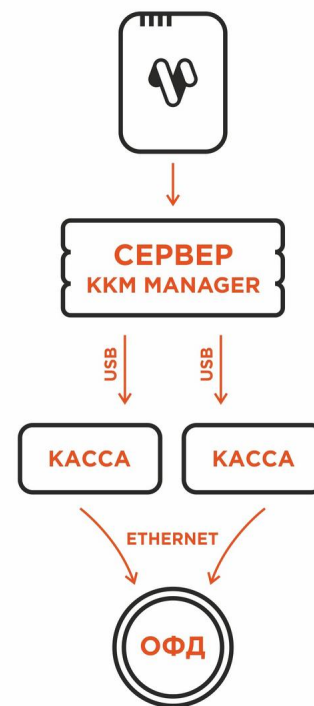 СЕРВЕР
KKM MANAGER
USB
USB
КАССА
КАССА
ETHERNET
ОФД